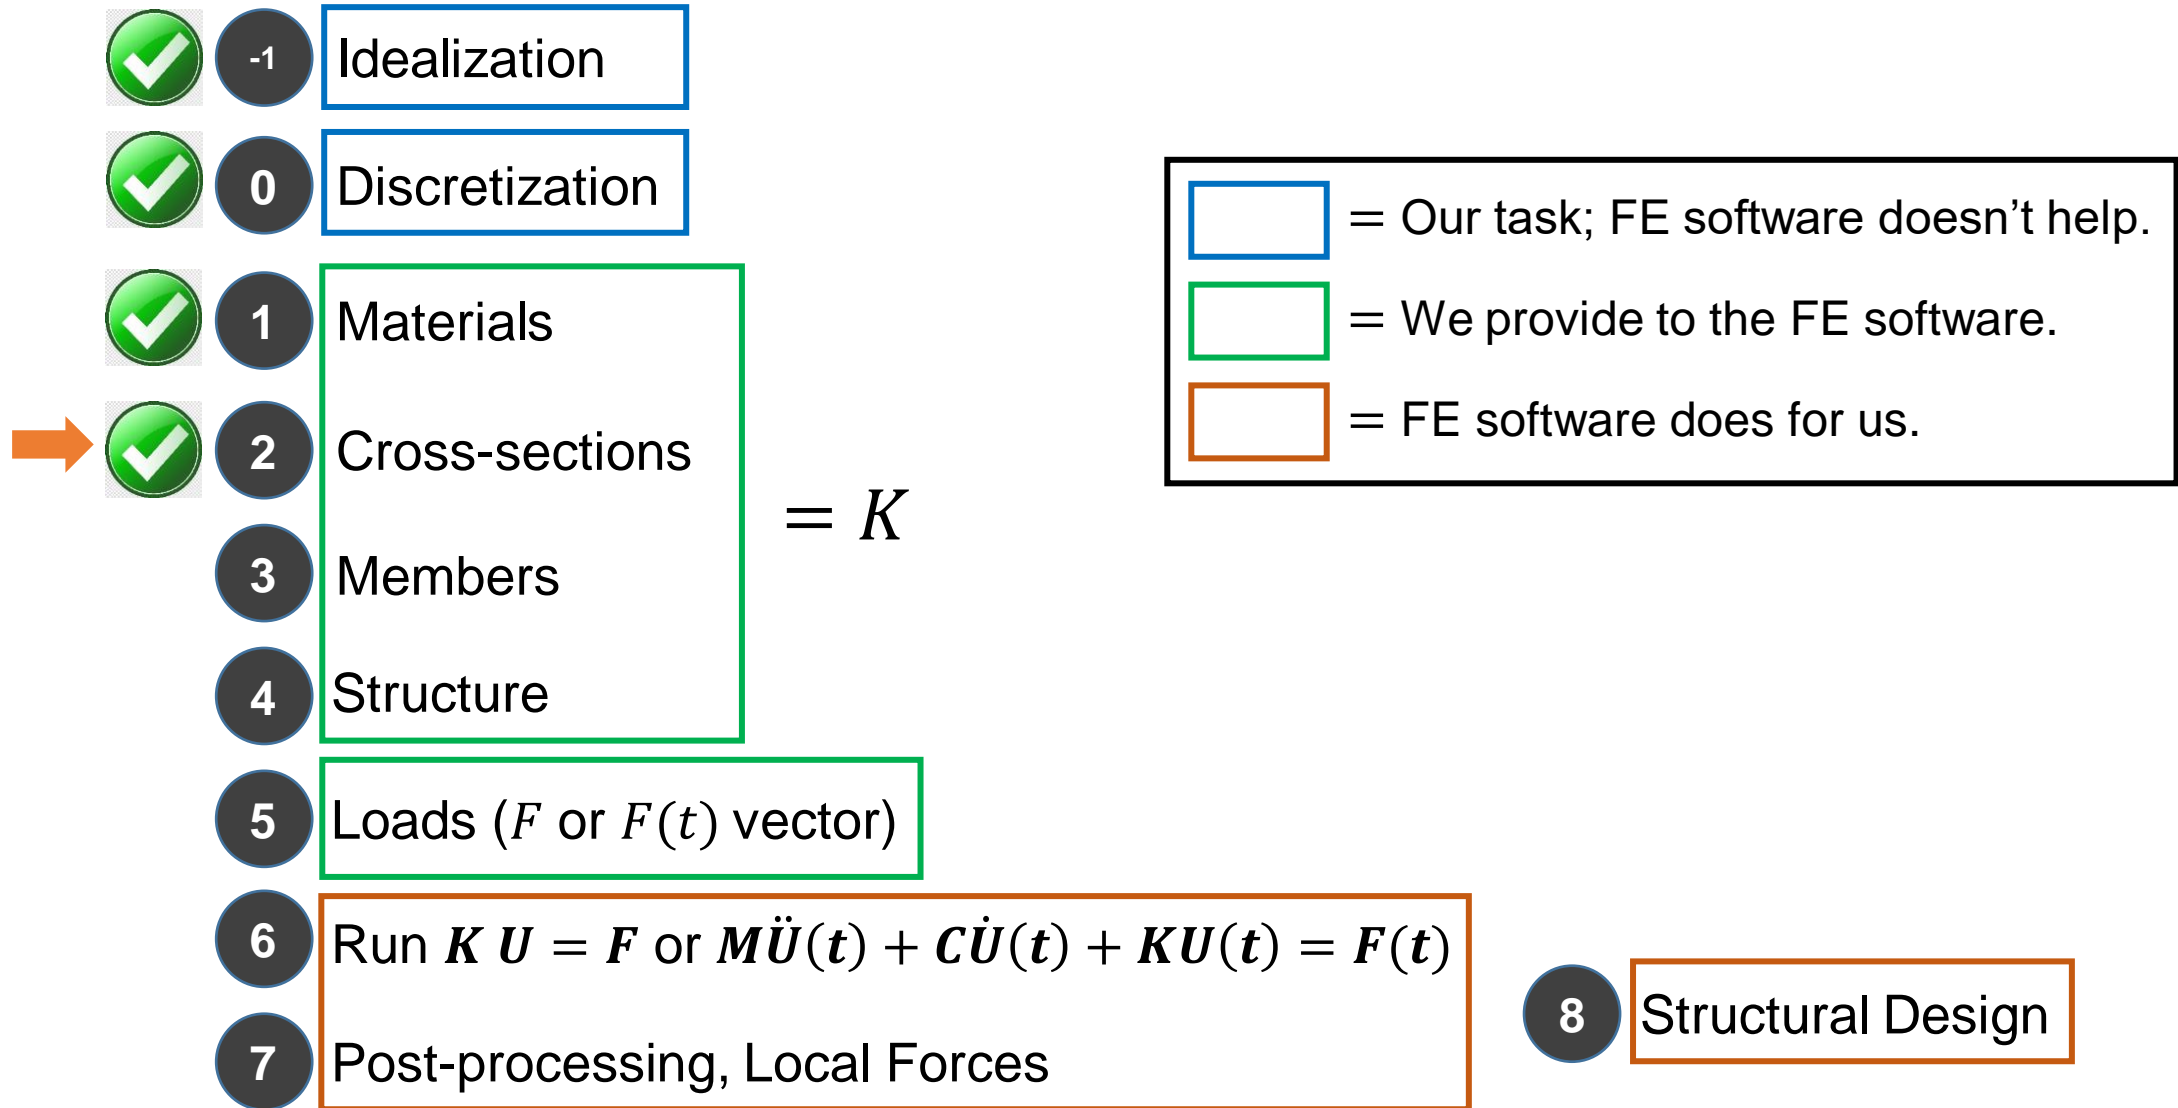 -1 Idealization
0 Discretization
1 Materials
2 Cross-sections
3 Members
4 Structure
= K
5 Loads (F or F(t) vector)
6 Run K U = F or MÜ(t) + CU̇(t) + KU(t) = F(t)
7 Post-processing, Local Forces
8 Structural Design
= Our task; FE software doesn’t help.
= We provide to the FE software.
= FE software does for us.